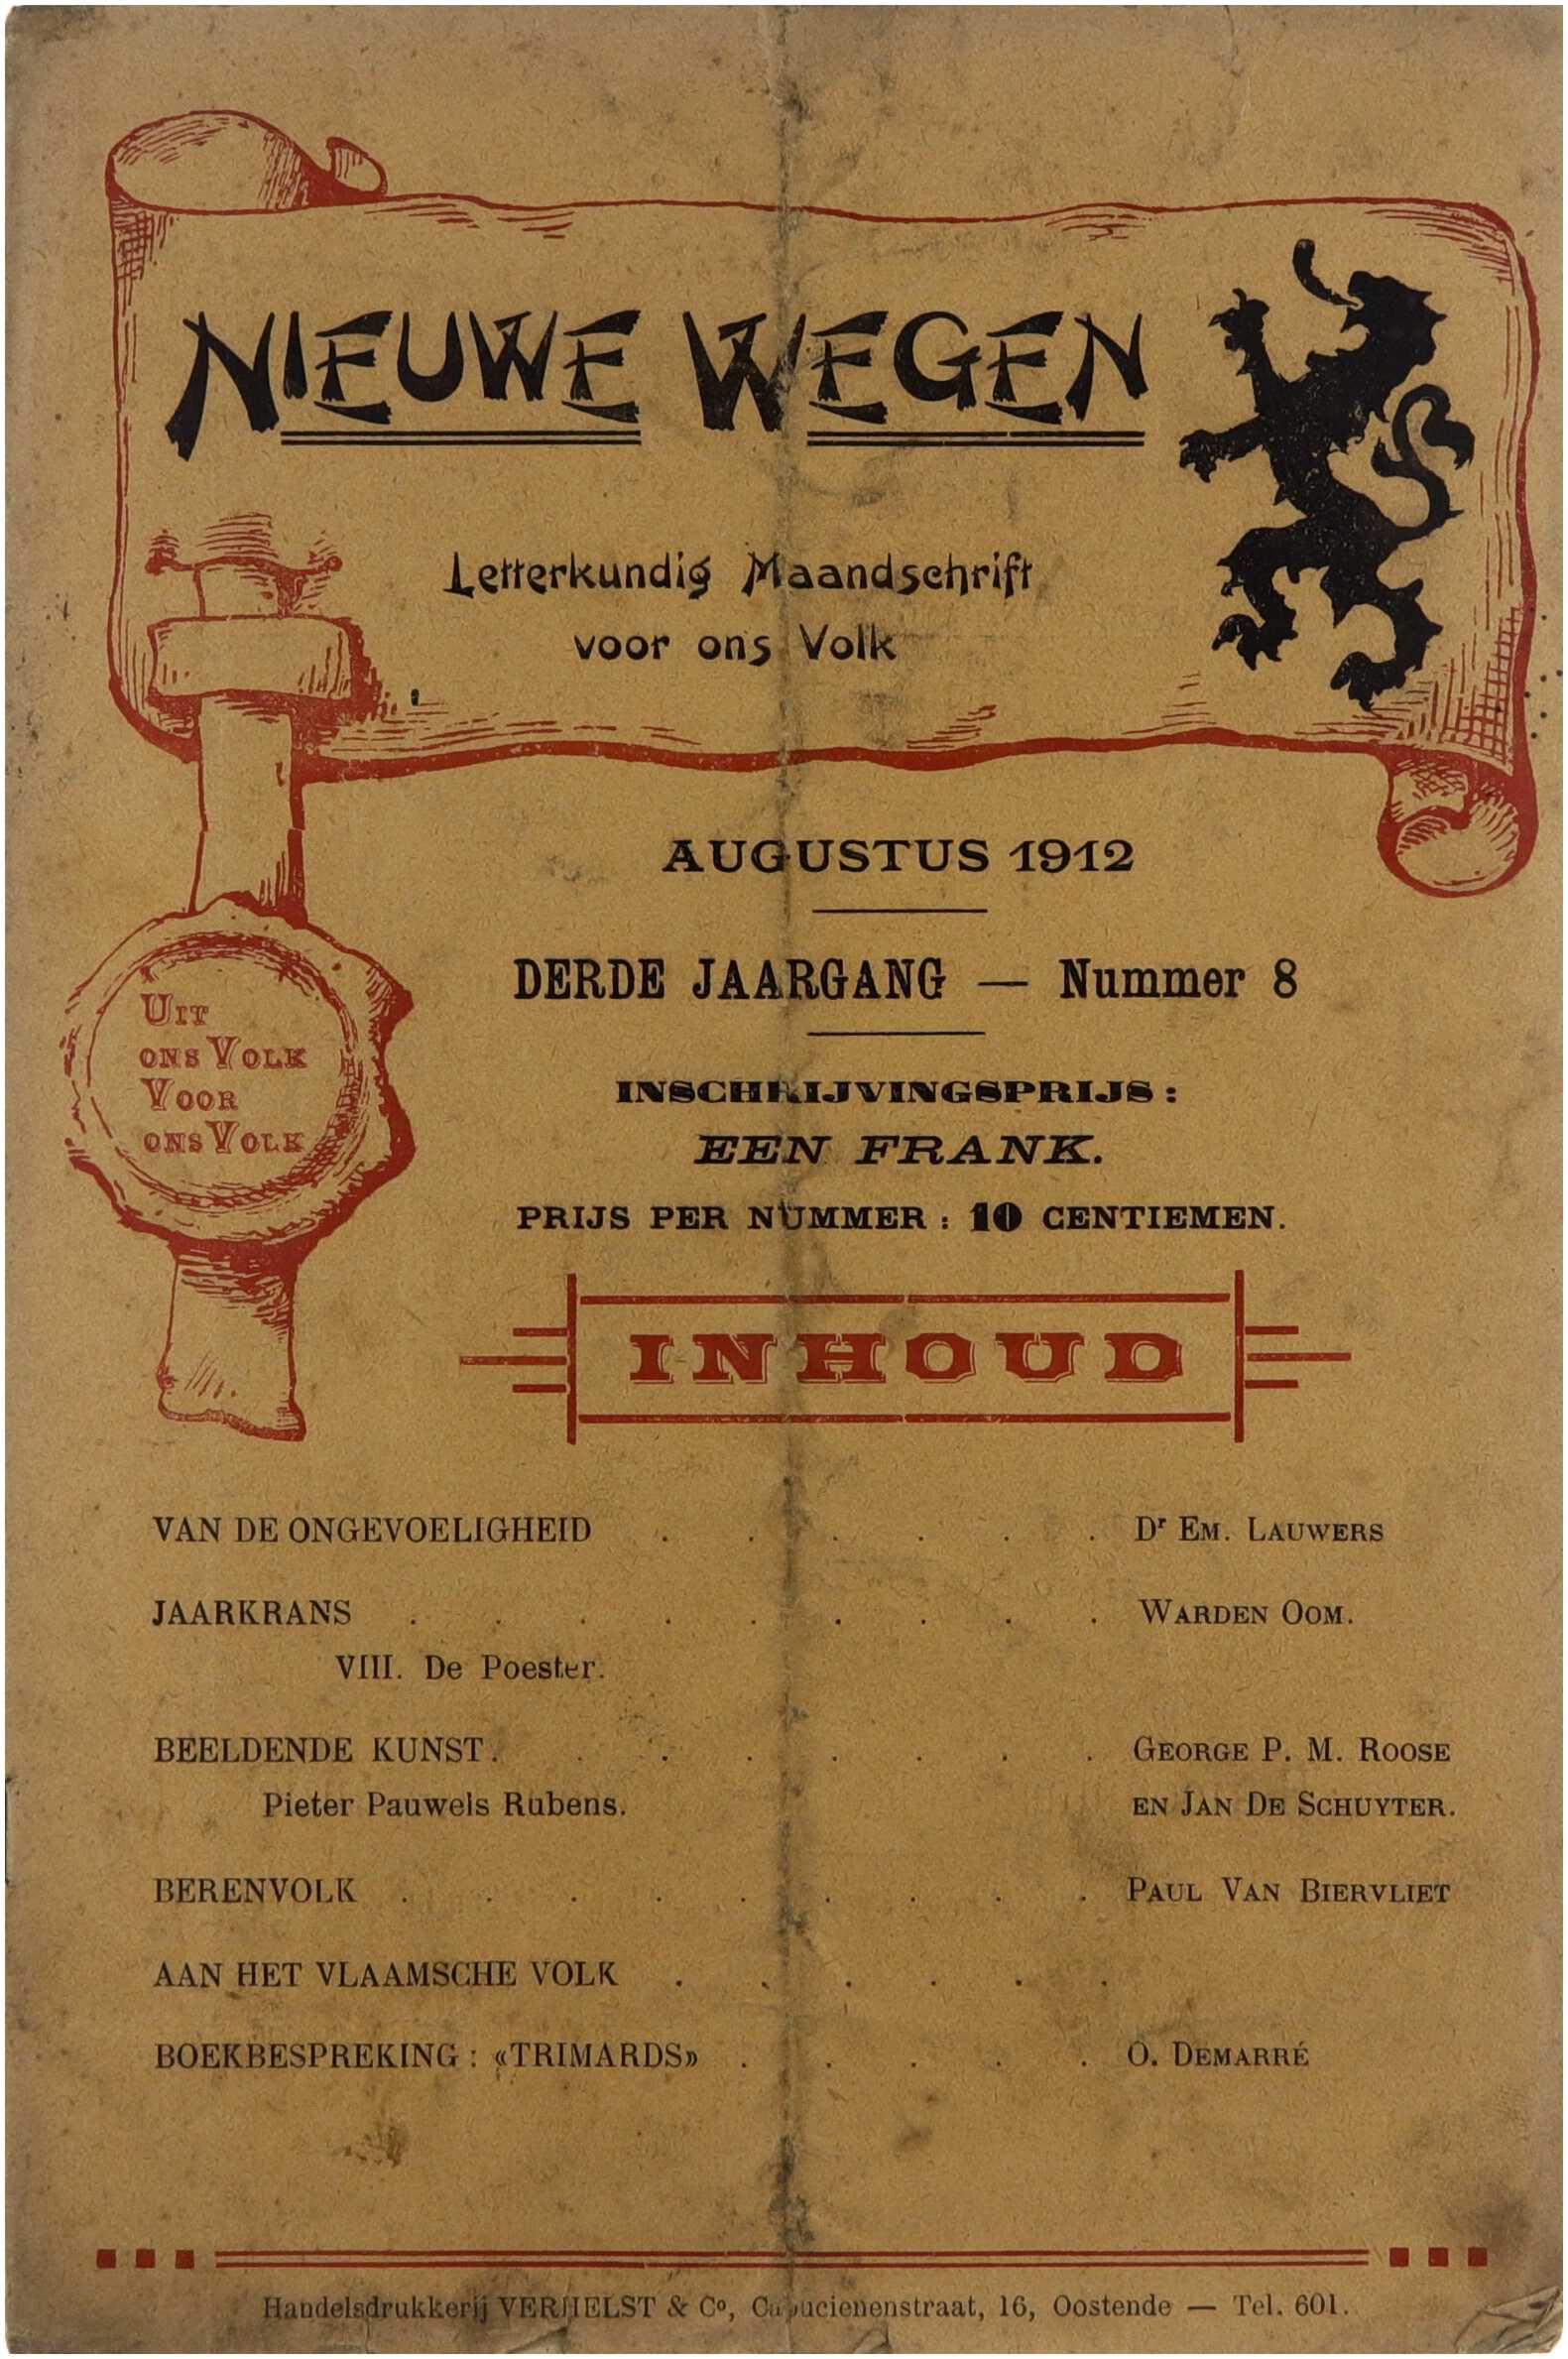 NIEUWE WEGEN
Letterkundig Maandschrift
voor ons Volk
AUGUSTUS 1912
DERDE JAARGANG — Nummer 8
UIT
ONS VOLK
VOOR
ONS VOLK
INSCHRIJVINGSPRIJS :
EEN FRANK.
PRIJS PER NUMMER : 10 CENTIEMEN.
INHOUD
VAN DE ONGEVOELIGHEID . . . . . . Dr EM. LAUWERS
JAARKRANS . . . . . . . . . WARDEN OOM.
VIII. De Poester.
BEELDENDE KUNST. . . . . . . . GEORGE P. M. ROOSE
Pieter Pauwels Rubens. EN JAN DE SCHUYTER.
BERENVOLK . . . . . . . . . PAUL VAN BIERVLIET
AAN HET VLAAMSCHE VOLK . . . . . .
BOEKBESPREKING : «TRIMARDS» . . . . . O. DEMARRÉ
Handelsdrukkerij VERHELST & Co, Capucienenstraat, 16, Oostende — Tel. 601.